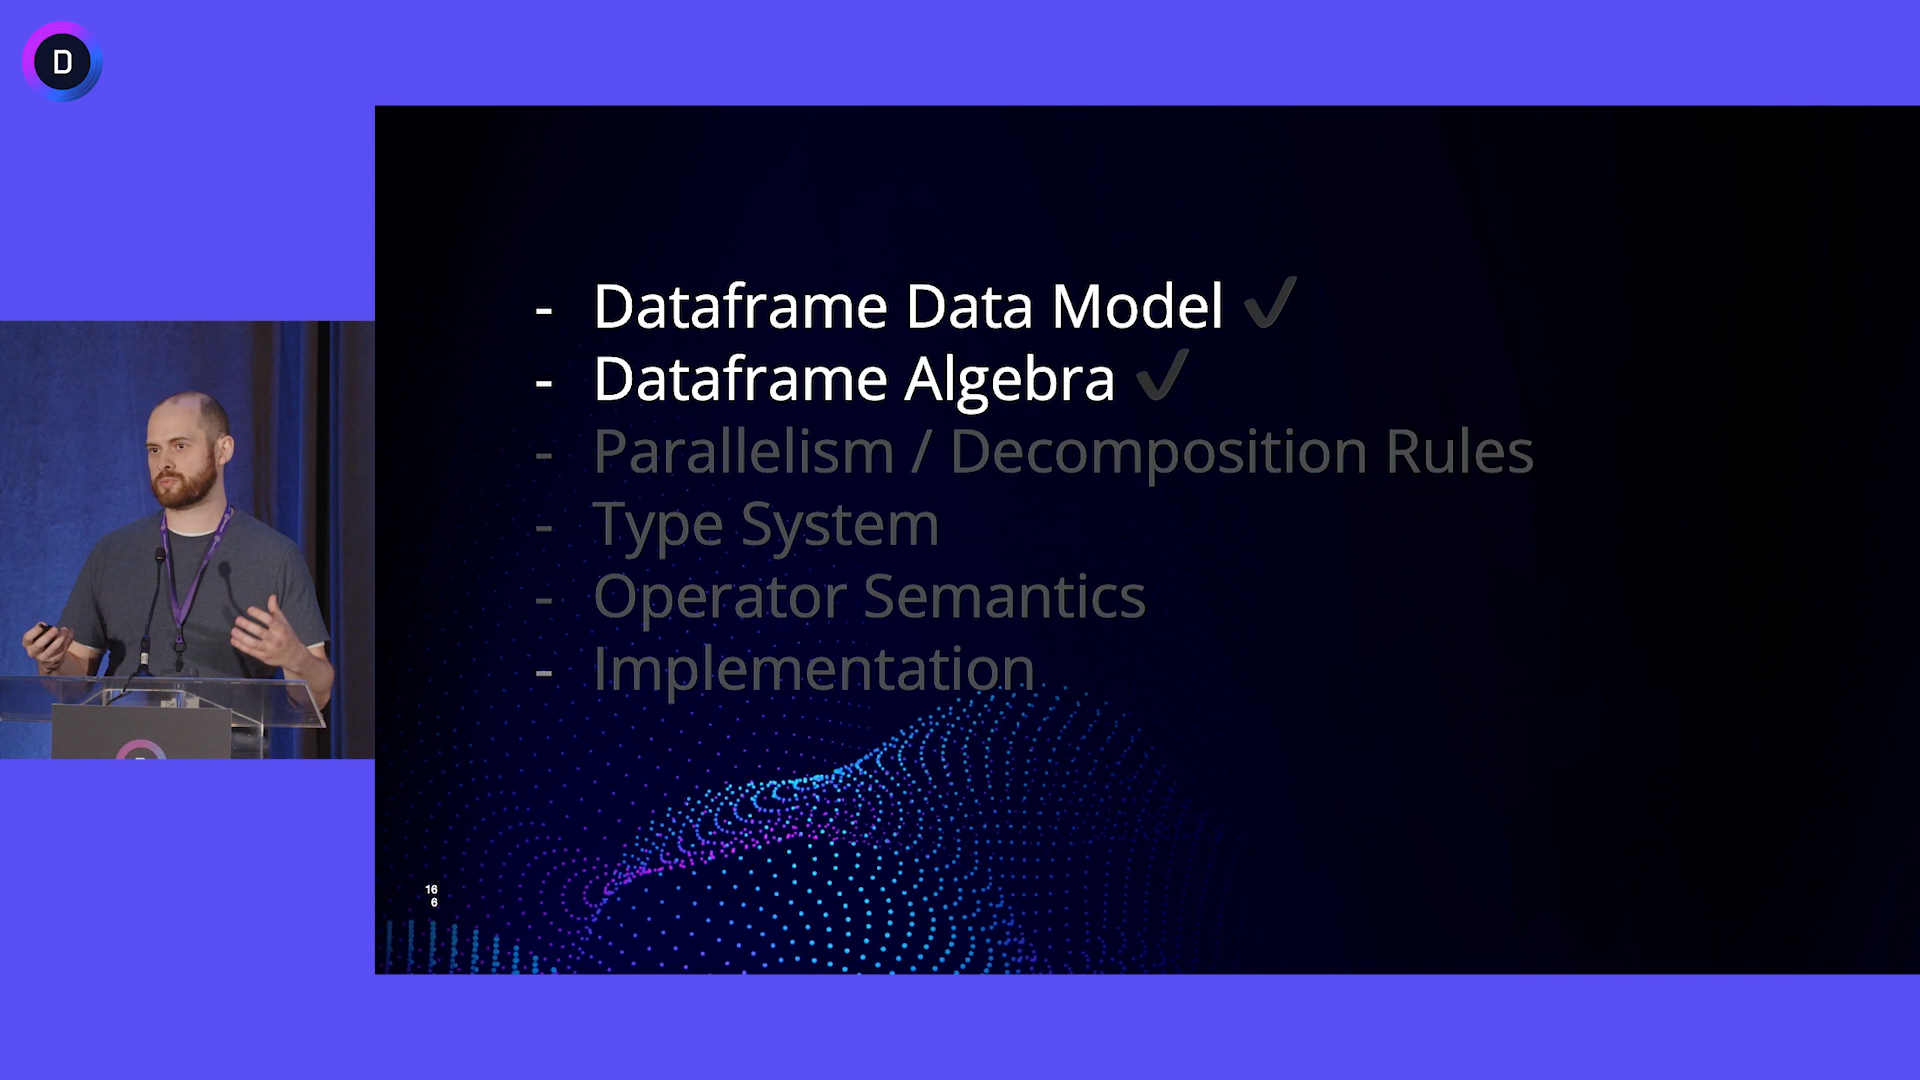 D
- Dataframe Data Model ✓
- Dataframe Algebra ✓
- Parallelism / Decomposition Rules
- Type System
- Operator Semantics
- Implementation
16
6